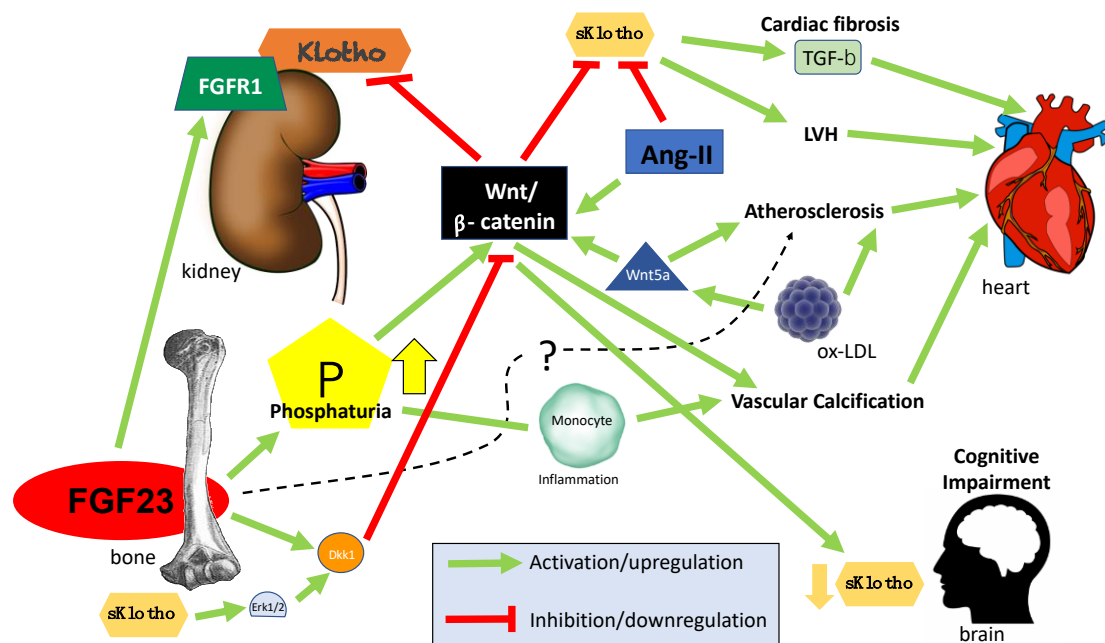 Klotho
FGFR1
kidney
sKlotho
Cardiac fibrosis
TGF-b
LVH
Ang-II
Wnt/
β- catenin
Atherosclerosis
Wnt5a
heart
ox-LDL
?
P
Phosphaturia
Monocyte
Inflammation
Vascular Calcification
FGF23
bone
Dkk1
sKlotho
Erk1/2
Activation/upregulation
Inhibition/downregulation
Cognitive
Impairment
sKlotho
brain